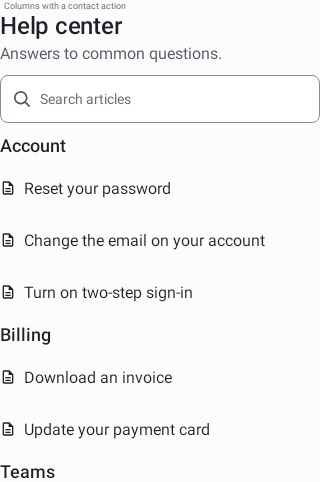 Columns with a contact action
Help center
Answers to common questions.
Search articles
Account
Reset your password
Change the email on your account
Turn on two-step sign-in
Billing
Download an invoice
Update your payment card
Teams